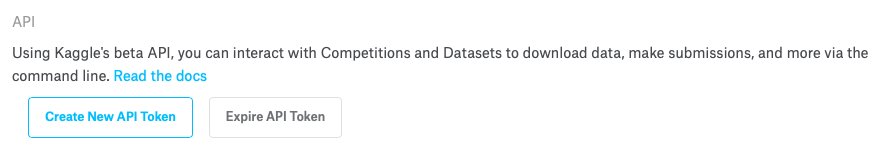 API
Using Kaggle's beta API, you can interact with Competitions and Datasets to download data, make submissions, and more via the
command line. Read the docs
Create New API Token Expire API Token